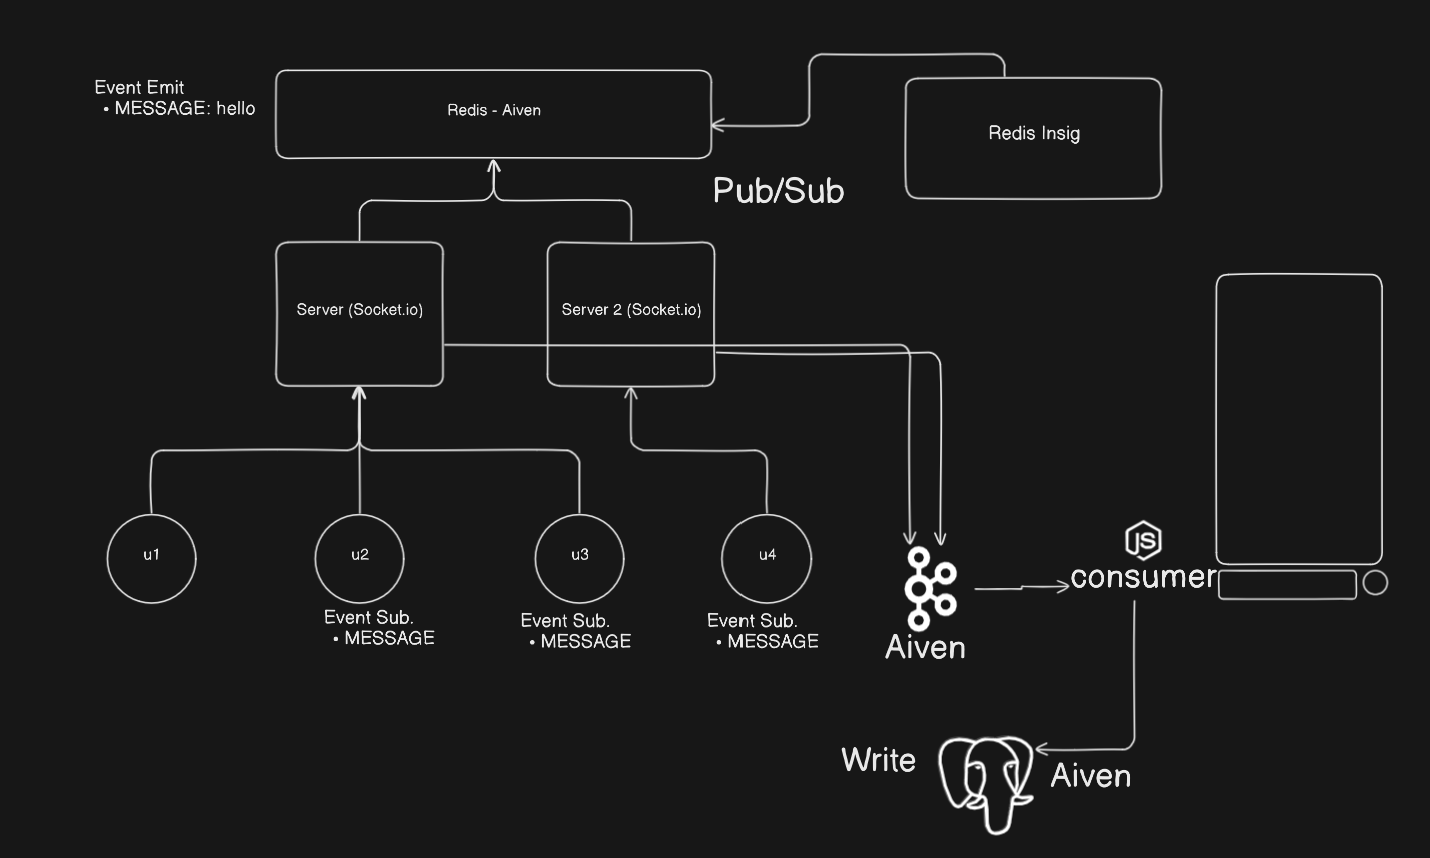 Event Emit
• MESSAGE: hello
Redis - Aiven
Redis Insig
Pub/Sub
Server (Socket.io)
Server 2 (Socket.io)
u1
u2
u3
u4
Event Sub.
• MESSAGE
Event Sub.
• MESSAGE
Event Sub.
• MESSAGE
JS
consumer
Aiven
Write
Aiven